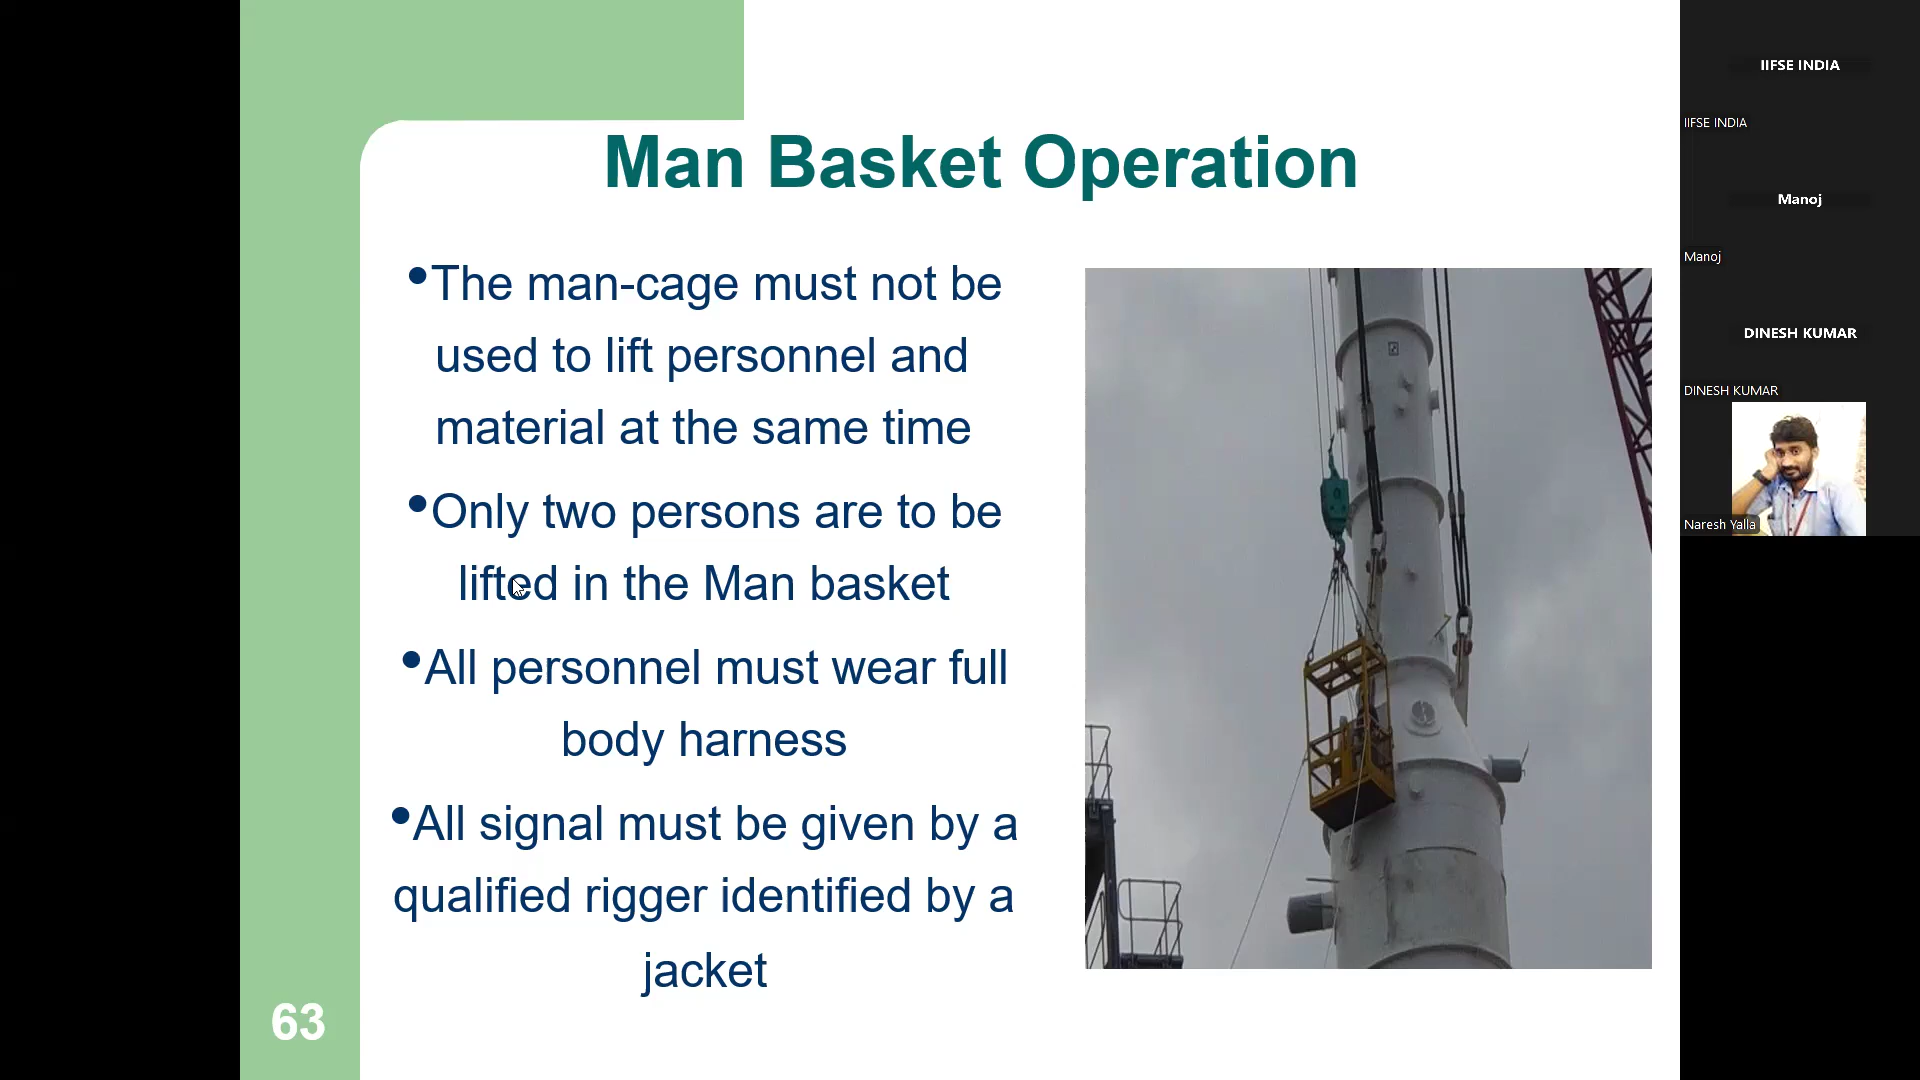 Man Basket Operation
•The man-cage must not be
used to lift personnel and
material at the same time
•Only two persons are to be
lifted in the Man basket
•All personnel must wear full
body harness
•All signal must be given by a
qualified rigger identified by a
jacket
63
IIFSE INDIA
IIFSE INDIA
Manoj
Manoj
DINESH KUMAR
DINESH KUMAR
Naresh Yalla